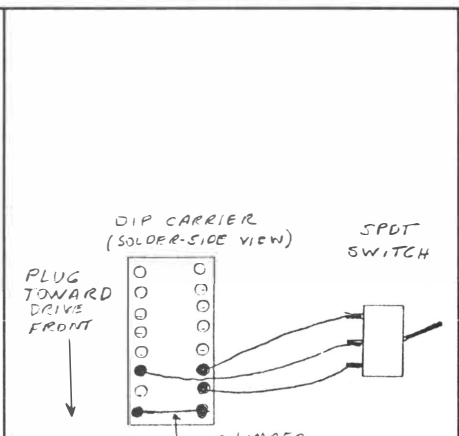 DIP CARRIER
(SOLDER-SIDE VIEW)
SPDT
SWITCH
PLUG
TOWARD
DRIVE
FRONT